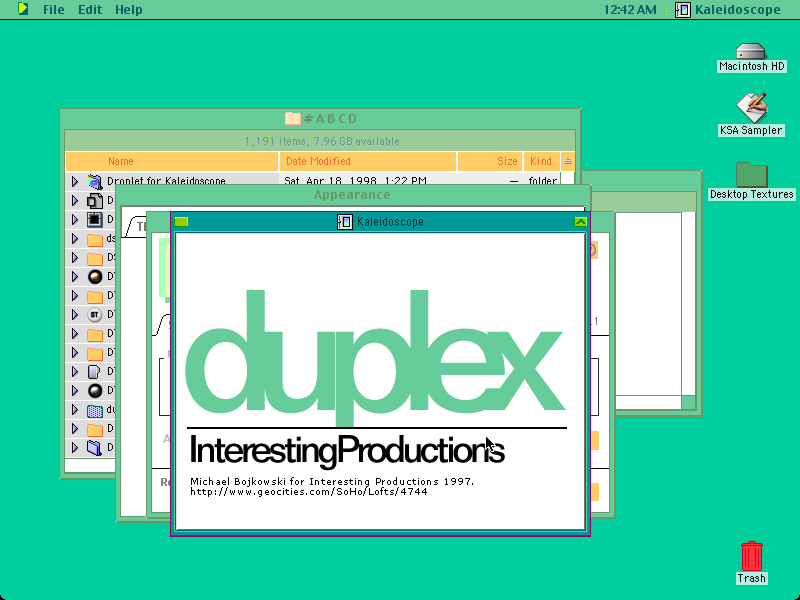 File Edit Help 12:42 AM Kaleidoscope
Macintosh HD
KSA Sampler
Desktop Textures
#ABCD
1,191 items, 7.96 GB available
Name Date Modified Size Kind
Droplet for Kaleidoscope Sat, Apr 18, 1998, 1:22 PM — folder
Appearance
Kaleidoscope
duplex
InterestingProductions
Michael Bojkowski for Interesting Productions 1997.
http://www.geocities.com/SoHo/Lofts/4744
Trash